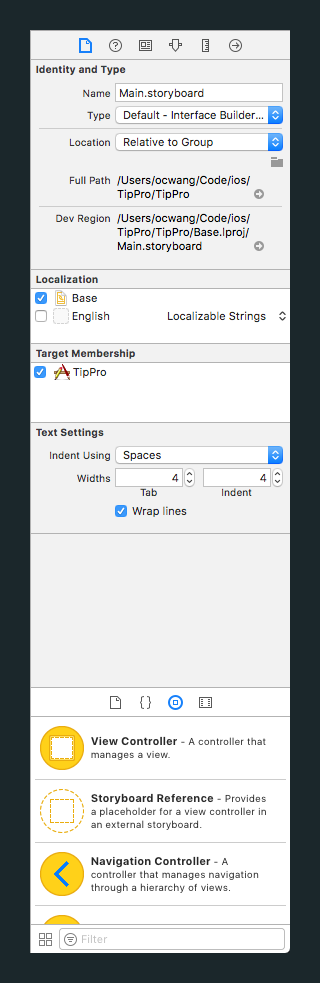 Identity and Type
Name Main.storyboard
Type Default - Interface Builder...
Location Relative to Group
Full Path /Users/ocwang/Code/ios/
TipPro/TipPro
Dev Region /Users/ocwang/Code/ios/
TipPro/TipPro/Base.lproj/
Main.storyboard
Localization
Base
English Localizable Strings
Target Membership
TipPro
Text Settings
Indent Using Spaces
Widths 4 4
Tab Indent
Wrap lines
{ }
View Controller - A controller that
manages a view.
Storyboard Reference - Provides
a placeholder for a view controller in
an external storyboard.
Navigation Controller - A
controller that manages navigation
through a hierarchy of views.
Filter